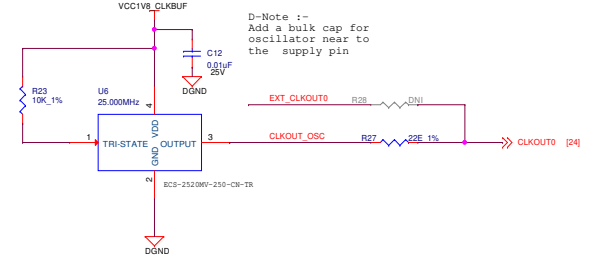 VCC1V8_CLKBUF
D-Note :-
Add a bulk cap for
oscillator near to
the supply pin
C12
0.01uF
25V
DGND
R23
10K_1%
U6
25.000MHz
EXT_CLKOUT0
R28
DNI
4
VDD
1
TRI-STATE
OUTPUT
3
GND
2
CLKOUT_OSC
R27
22E_1%
CLKOUT0
[24]
ECS-2520MV-250-CN-TR
DGND